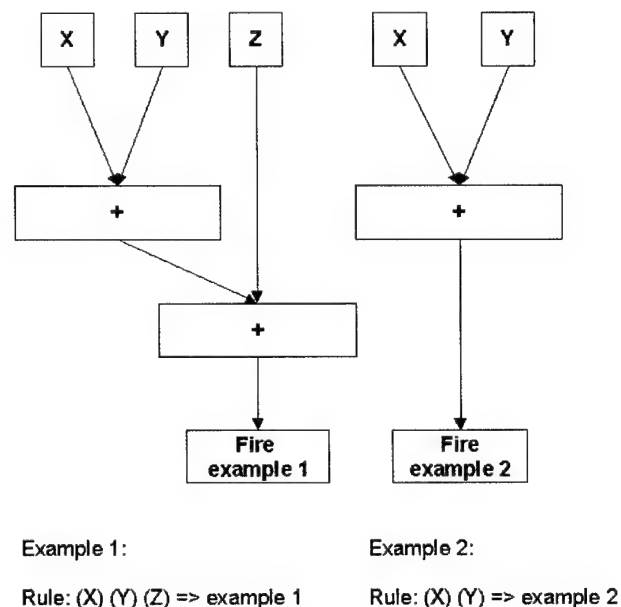 X Y Z X Y
+ +
+
Fire
example 1
Fire
example 2
Example 1:
Example 2:
Rule: (X) (Y) (Z) => example 1
Rule: (X) (Y) => example 2